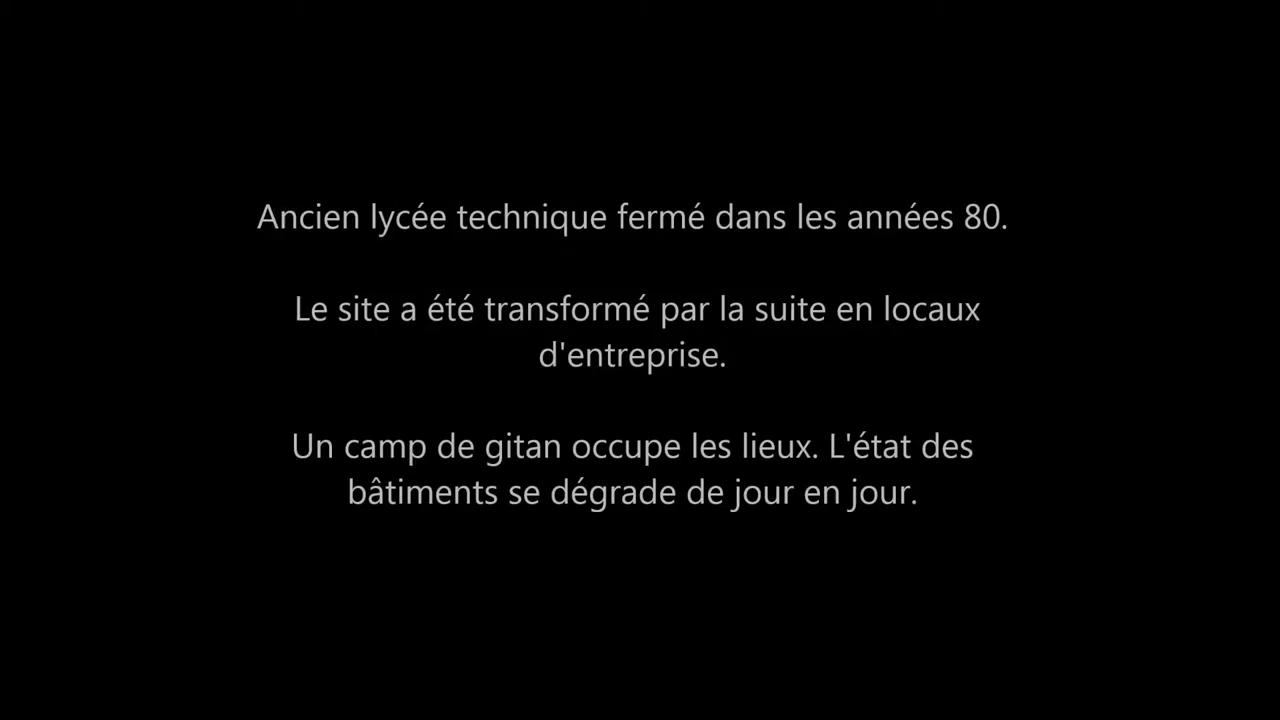 Ancien lycée technique fermé dans les années 80.
Le site a été transformé par la suite en locaux
d'entreprise.
Un camp de gitan occupe les lieux. L'état des
bâtiments se dégrade de jour en jour.